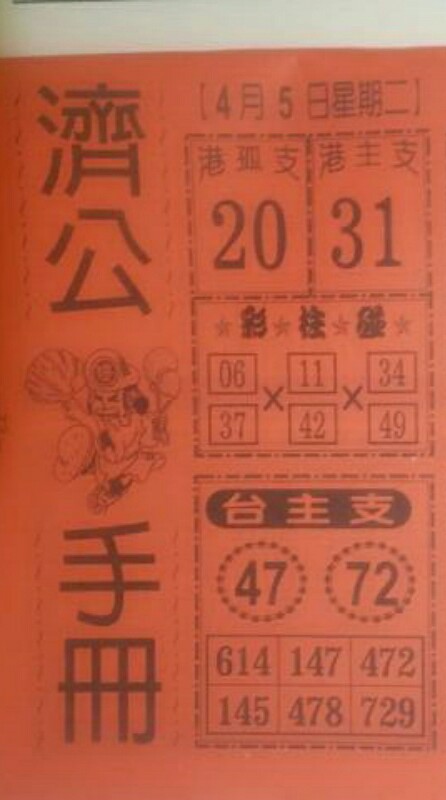 濟公手冊
【4月5日星期二】
港孤支 港主支
20 31
☆彩☆柱☆碰☆
06 11 34
× ×
37 42 49
台主支
47 72
614 147 472
145 478 729